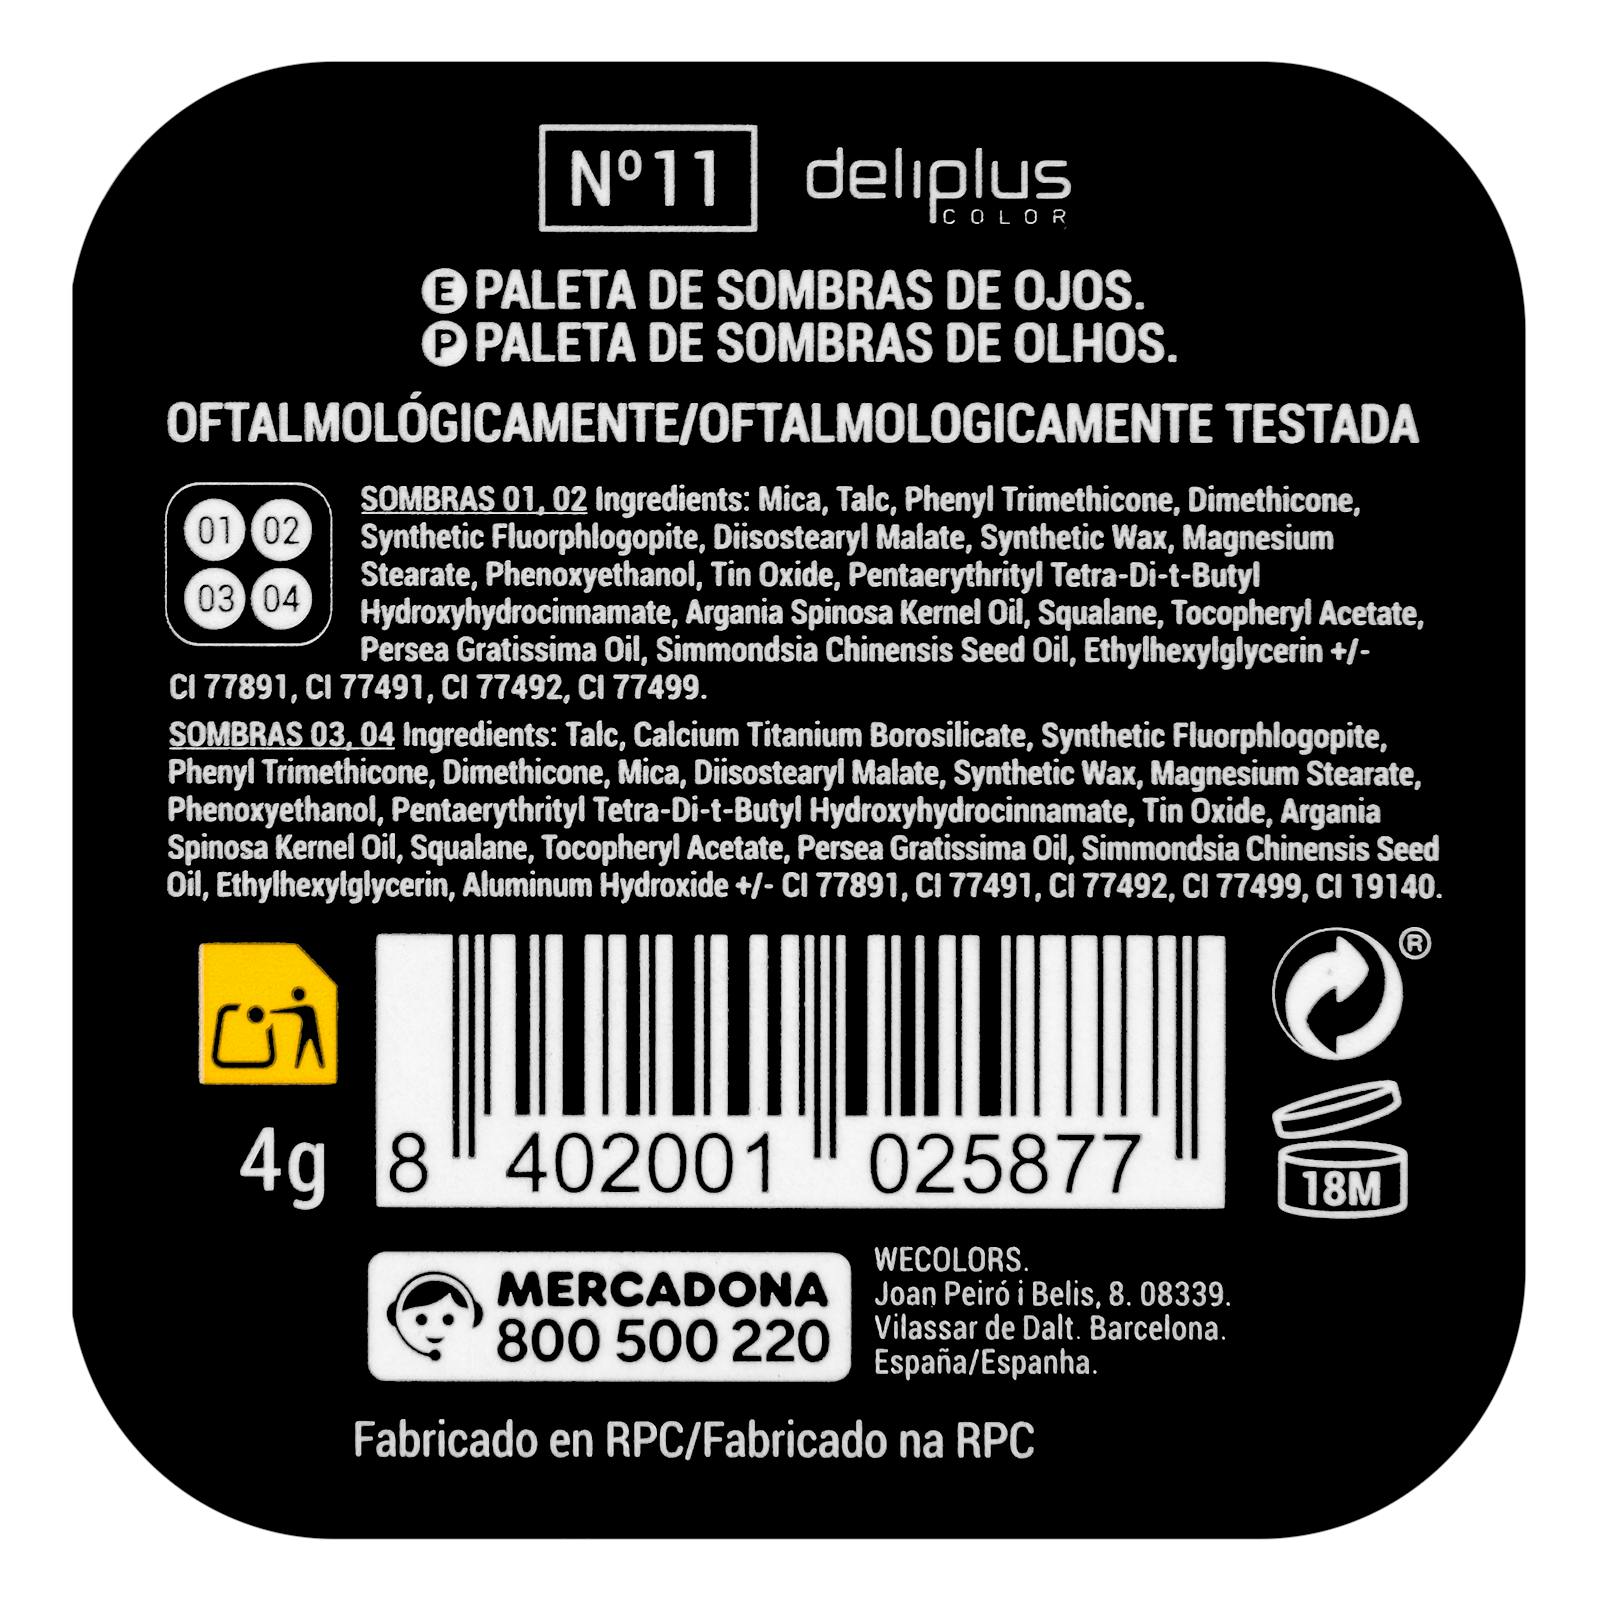 Nº11 deliplus
COLOR
E PALETA DE SOMBRAS DE OJOS.
P PALETA DE SOMBRAS DE OLHOS.
OFTALMOLÓGICAMENTE/OFTALMOLOGICAMENTE TESTADA
01 02
03 04
SOMBRAS 01, 02 Ingredients: Mica, Talc, Phenyl Trimethicone, Dimethicone,
Synthetic Fluorphlogopite, Diisostearyl Malate, Synthetic Wax, Magnesium
Stearate, Phenoxyethanol, Tin Oxide, Pentaerythrityl Tetra-Di-t-Butyl
Hydroxyhydrocinnamate, Argania Spinosa Kernel Oil, Squalane, Tocopheryl Acetate,
Persea Gratissima Oil, Simmondsia Chinensis Seed Oil, Ethylhexylglycerin +/-
CI 77891, CI 77491, CI 77492, CI 77499.
SOMBRAS 03, 04 Ingredients: Talc, Calcium Titanium Borosilicate, Synthetic Fluorphlogopite,
Phenyl Trimethicone, Dimethicone, Mica, Diisostearyl Malate, Synthetic Wax, Magnesium Stearate,
Phenoxyethanol, Pentaerythrityl Tetra-Di-t-Butyl Hydroxyhydrocinnamate, Tin Oxide, Argania
Spinosa Kernel Oil, Squalane, Tocopheryl Acetate, Persea Gratissima Oil, Simmondsia Chinensis Seed
Oil, Ethylhexylglycerin, Aluminum Hydroxide +/- CI 77891, CI 77491, CI 77492, CI 77499, CI 19140.
®
4g
8 402001 025877
18M
MERCADONA
800 500 220
WECOLORS.
Joan Peiró i Belis, 8. 08339.
Vilassar de Dalt. Barcelona.
España/Espanha.
Fabricado en RPC/Fabricado na RPC